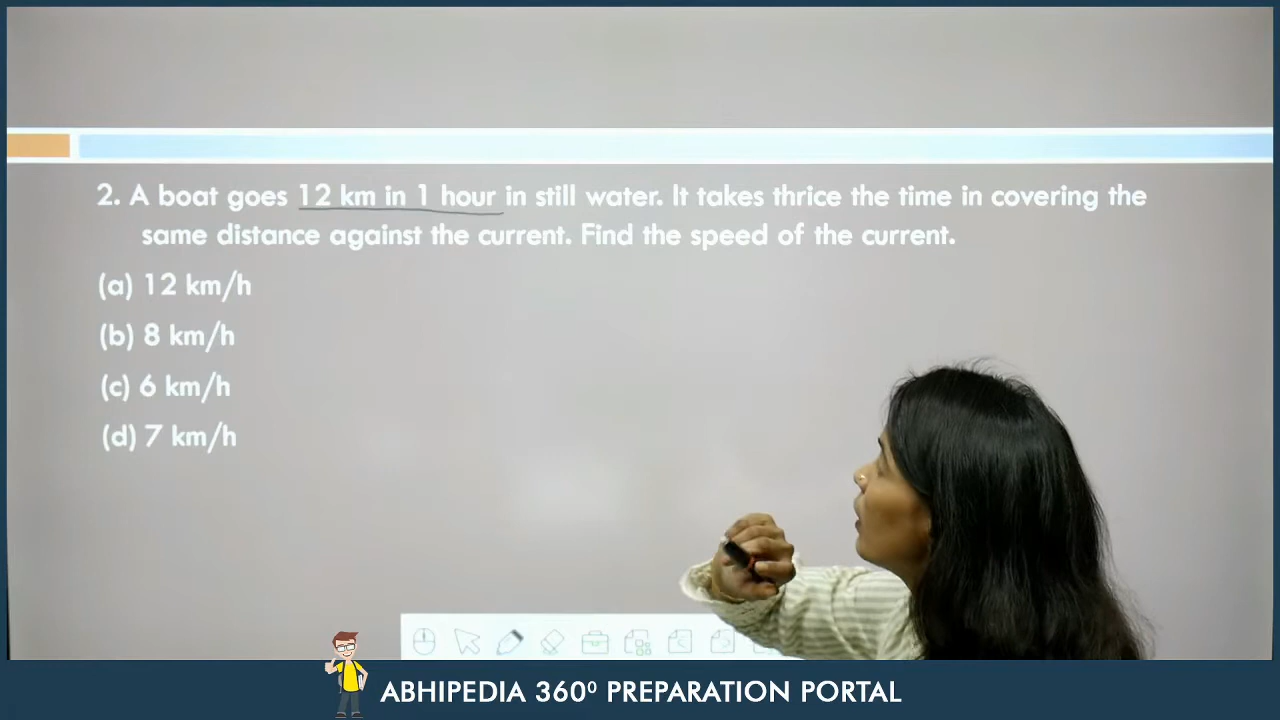 2. A boat goes 12 km in 1 hour in still water. It takes thrice the time in covering the
same distance against the current. Find the speed of the current.
(a) 12 km/h
(b) 8 km/h
(c) 6 km/h
(d) 7 km/h
ABHIPEDIA 360⁰ PREPARATION PORTAL